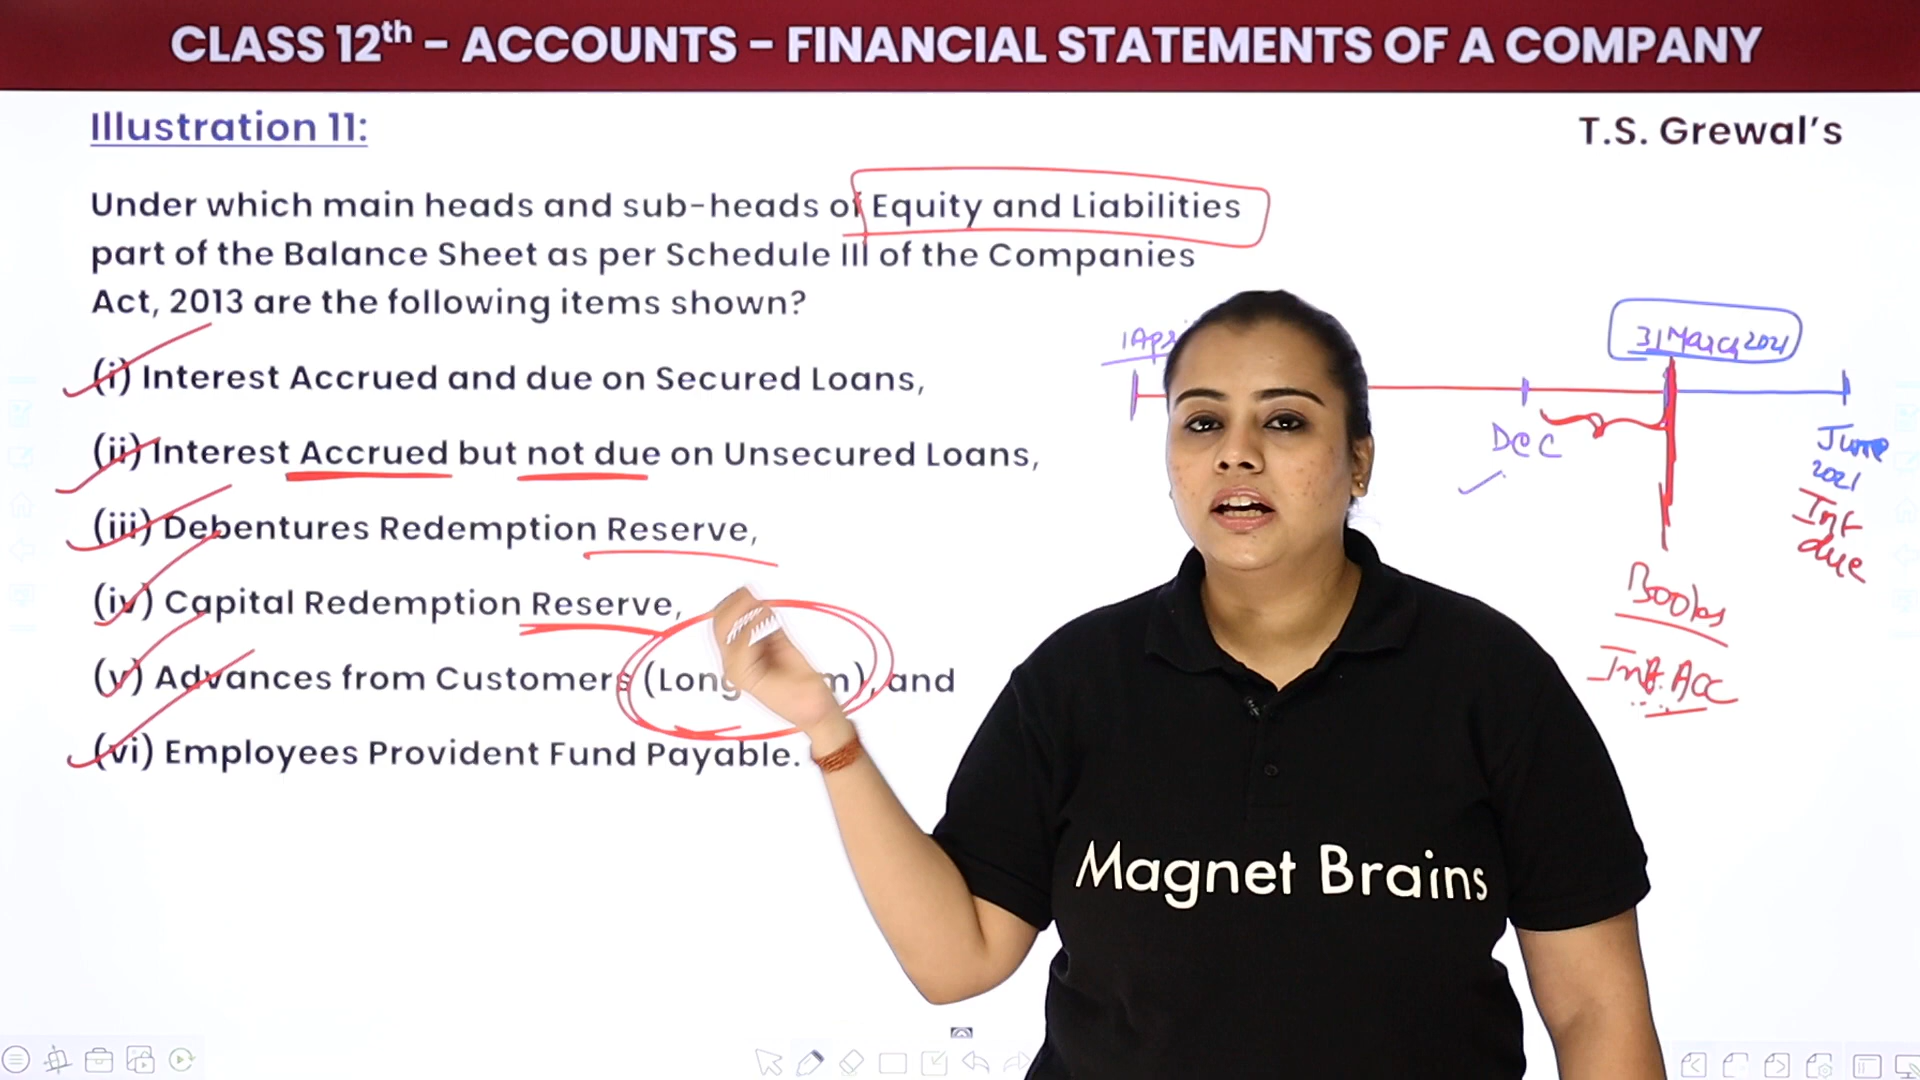 CLASS 12th - ACCOUNTS - FINANCIAL STATEMENTS OF A COMPANY
Illustration 11:
T.S. Grewal's
Under which main heads and sub-heads of Equity and Liabilities
part of the Balance Sheet as per Schedule III of the Companies
Act, 2013 are the following items shown?
(i) Interest Accrued and due on Secured Loans,
(ii) Interest Accrued but not due on Unsecured Loans,
(iii) Debentures Redemption Reserve,
(iv) Capital Redemption Reserve,
(v) Advances from Customers (Long m), and
(vi) Employees Provident Fund Payable.
1 Apr
31 March 2021
Dec
June
2021
Int
due
Books
Int. Acc
Magnet Brains